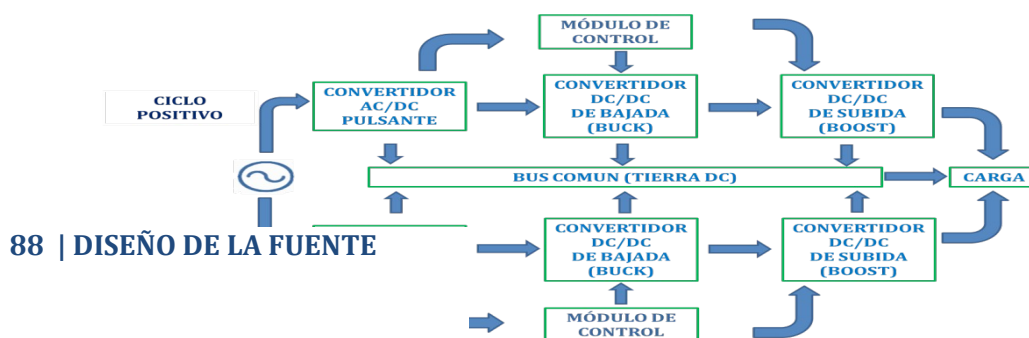 MÓDULO DE
CONTROL
CICLO
POSITIVO
CONVERTIDOR
AC/DC
PULSANTE
CONVERTIDOR
DC/DC
DE BAJADA
(BUCK)
CONVERTIDOR
DC/DC
DE SUBIDA
(BOOST)
BUS COMUN (TIERRA DC)
CARGA
88 | DISEÑO DE LA FUENTE
CONVERTIDOR
DC/DC
DE BAJADA
(BUCK)
CONVERTIDOR
DC/DC
DE SUBIDA
(BOOST)
MÓDULO DE
CONTROL